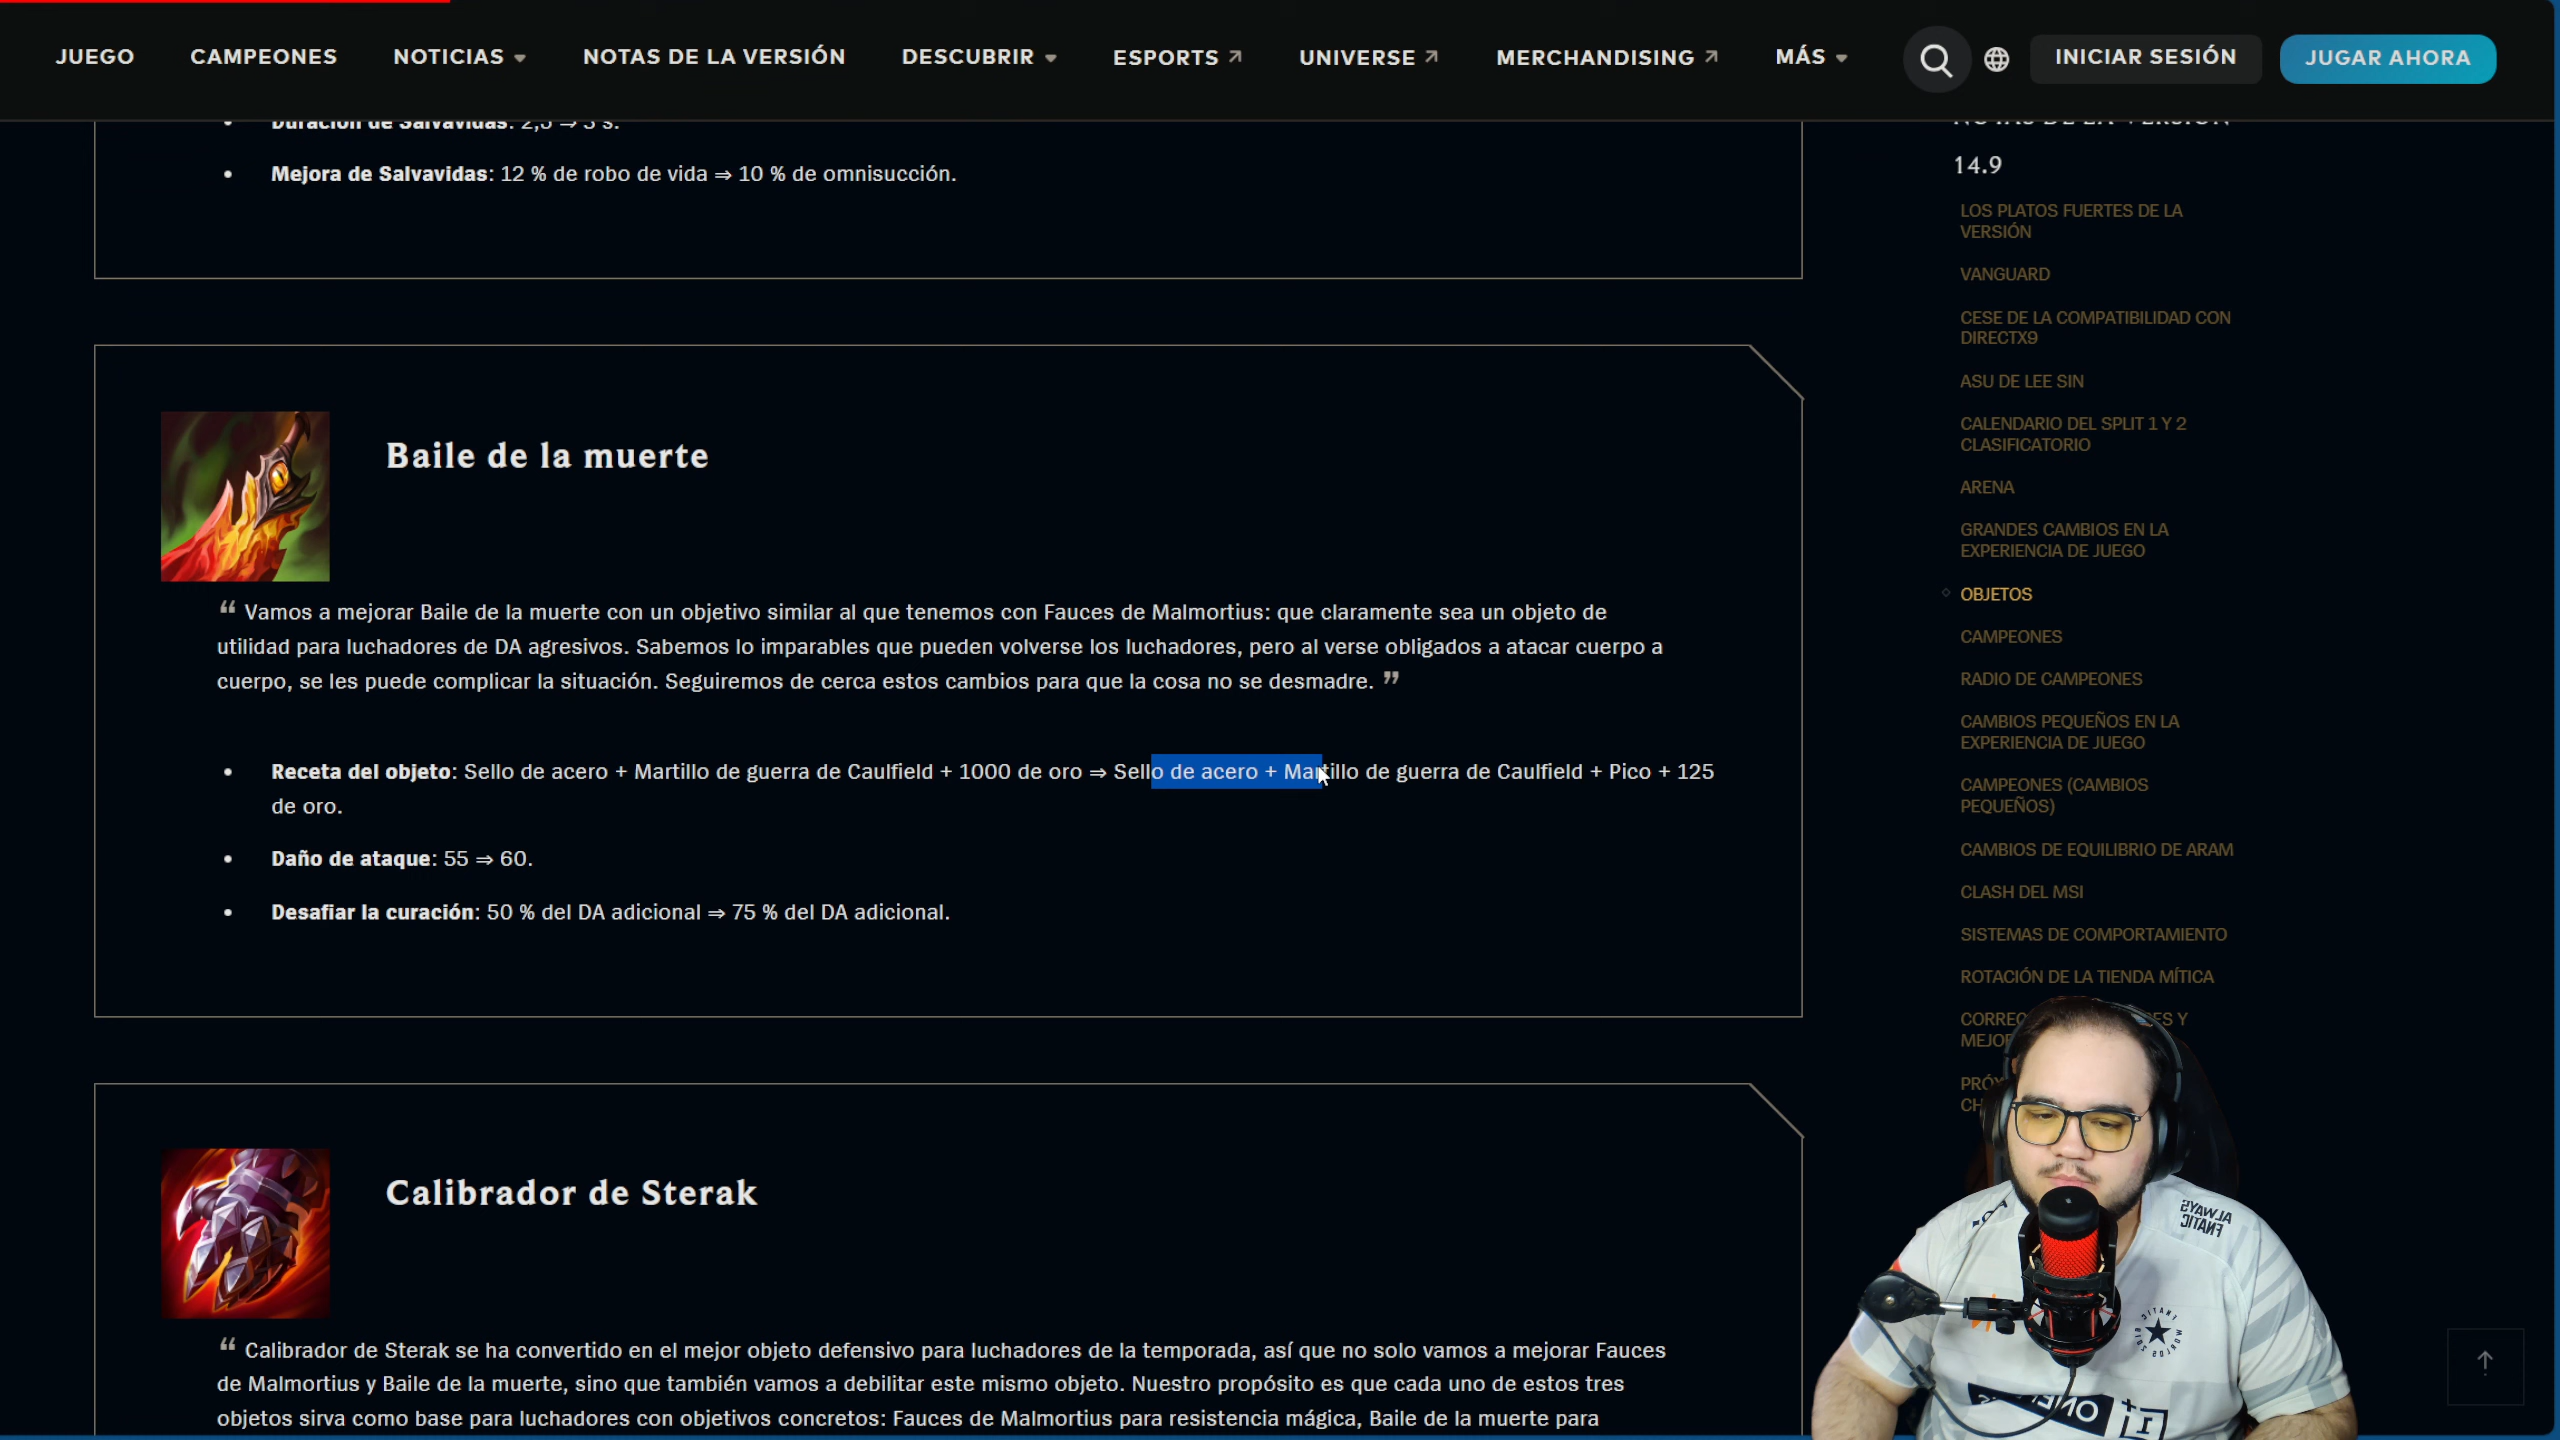 JUEGO CAMPEONES NOTICIAS NOTAS DE LA VERSIÓN DESCUBRIR ESPORTS UNIVERSE MERCHANDISING MÁS INICIAR SESIÓN JUGAR AHORA
Duración de Salvavidas: 2,5 ⇒ 3 s.
Mejora de Salvavidas: 12 % de robo de vida ⇒ 10 % de omnisucción.
Baile de la muerte
“ Vamos a mejorar Baile de la muerte con un objetivo similar al que tenemos con Fauces de Malmortius: que claramente sea un objeto de
utilidad para luchadores de DA agresivos. Sabemos lo imparables que pueden volverse los luchadores, pero al verse obligados a atacar cuerpo a
cuerpo, se les puede complicar la situación. Seguiremos de cerca estos cambios para que la cosa no se desmadre. ”
• Receta del objeto: Sello de acero + Martillo de guerra de Caulfield + 1000 de oro ⇒ Sello de acero + Martillo de guerra de Caulfield + Pico + 125
de oro.
• Daño de ataque: 55 ⇒ 60.
• Desafiar la curación: 50 % del DA adicional ⇒ 75 % del DA adicional.
Calibrador de Sterak
“ Calibrador de Sterak se ha convertido en el mejor objeto defensivo para luchadores de la temporada, así que no solo vamos a mejorar Fauces
de Malmortius y Baile de la muerte, sino que también vamos a debilitar este mismo objeto. Nuestro propósito es que cada uno de estos tres
objetos sirva como base para luchadores con objetivos concretos: Fauces de Malmortius para resistencia mágica, Baile de la muerte para
NOTAS DE LA VERSIÓN
14.9
LOS PLATOS FUERTES DE LA
VERSIÓN
VANGUARD
CESE DE LA COMPATIBILIDAD CON
DIRECTX9
ASU DE LEE SIN
CALENDARIO DEL SPLIT 1 Y 2
CLASIFICATORIO
ARENA
GRANDES CAMBIOS EN LA
EXPERIENCIA DE JUEGO
OBJETOS
CAMPEONES
RADIO DE CAMPEONES
CAMBIOS PEQUEÑOS EN LA
EXPERIENCIA DE JUEGO
CAMPEONES (CAMBIOS
PEQUEÑOS)
CAMBIOS DE EQUILIBRIO DE ARAM
CLASH DEL MSI
SISTEMAS DE COMPORTAMIENTO
ROTACIÓN DE LA TIENDA MÍTICA
ALWAYS
FNATIC